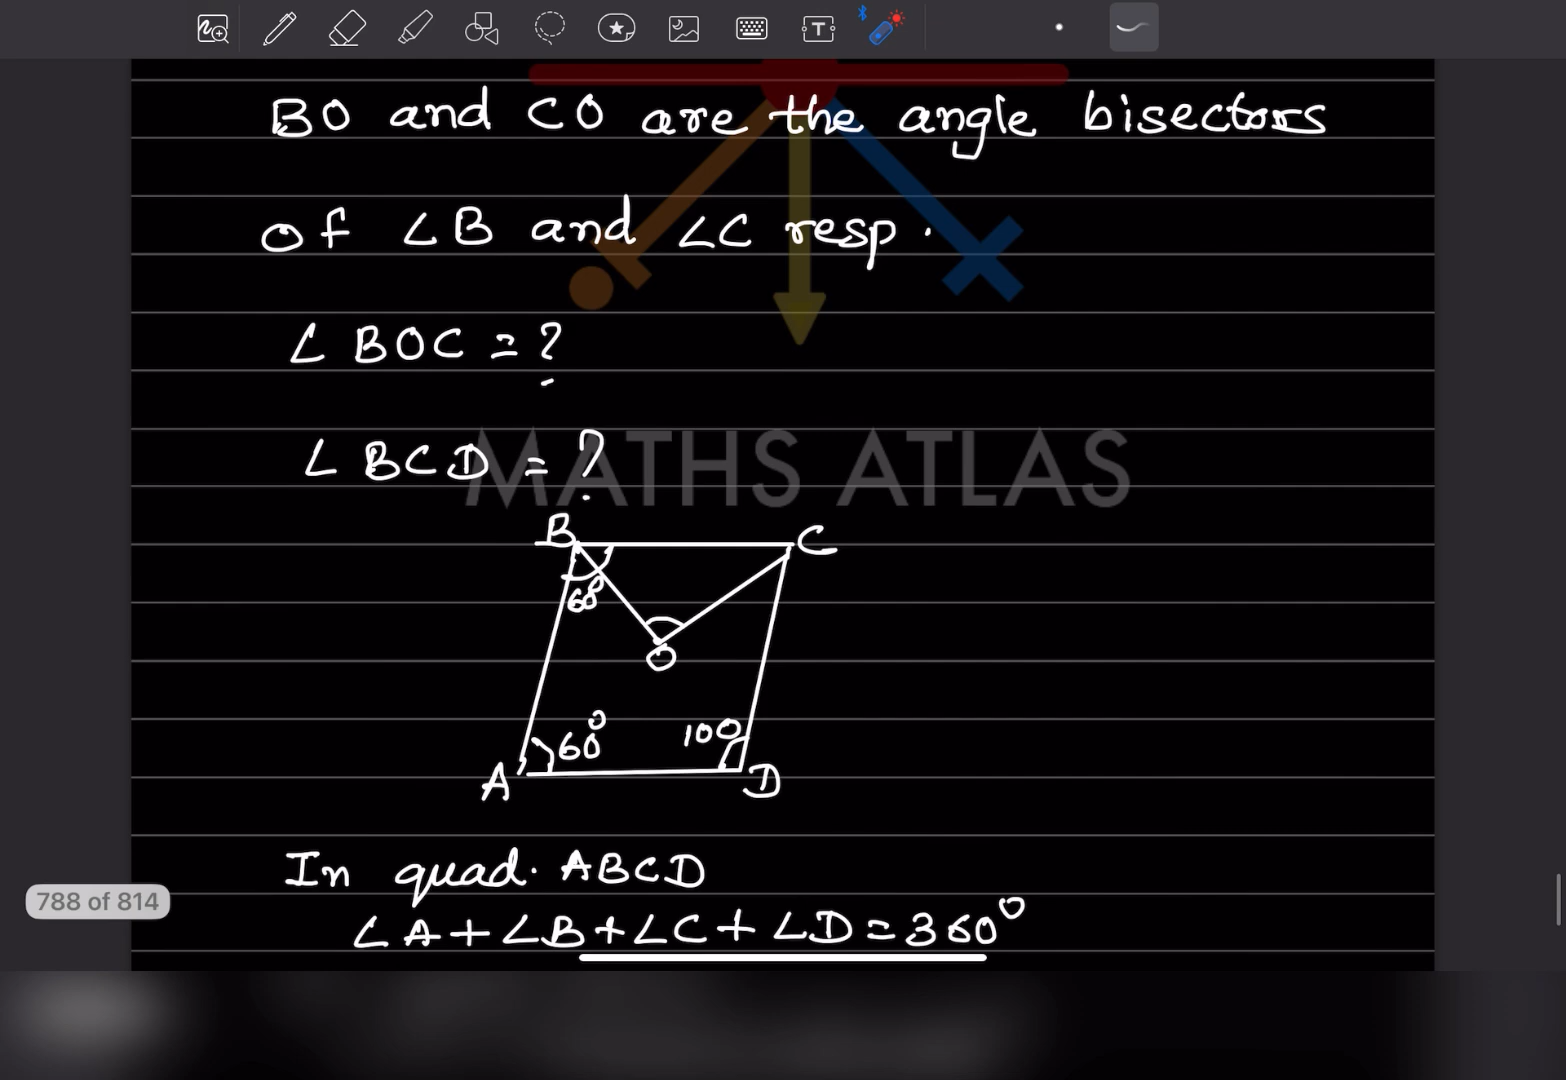 BO and CO are the angle bisectors
of ∠B and ∠C resp.
∠BOC = ?
∠BCD = ?
MATHS ATLAS
B C
60°
O
60° 100
A D
In quad. ABCD
788 of 814
∠A+∠B+∠C+∠D=360°